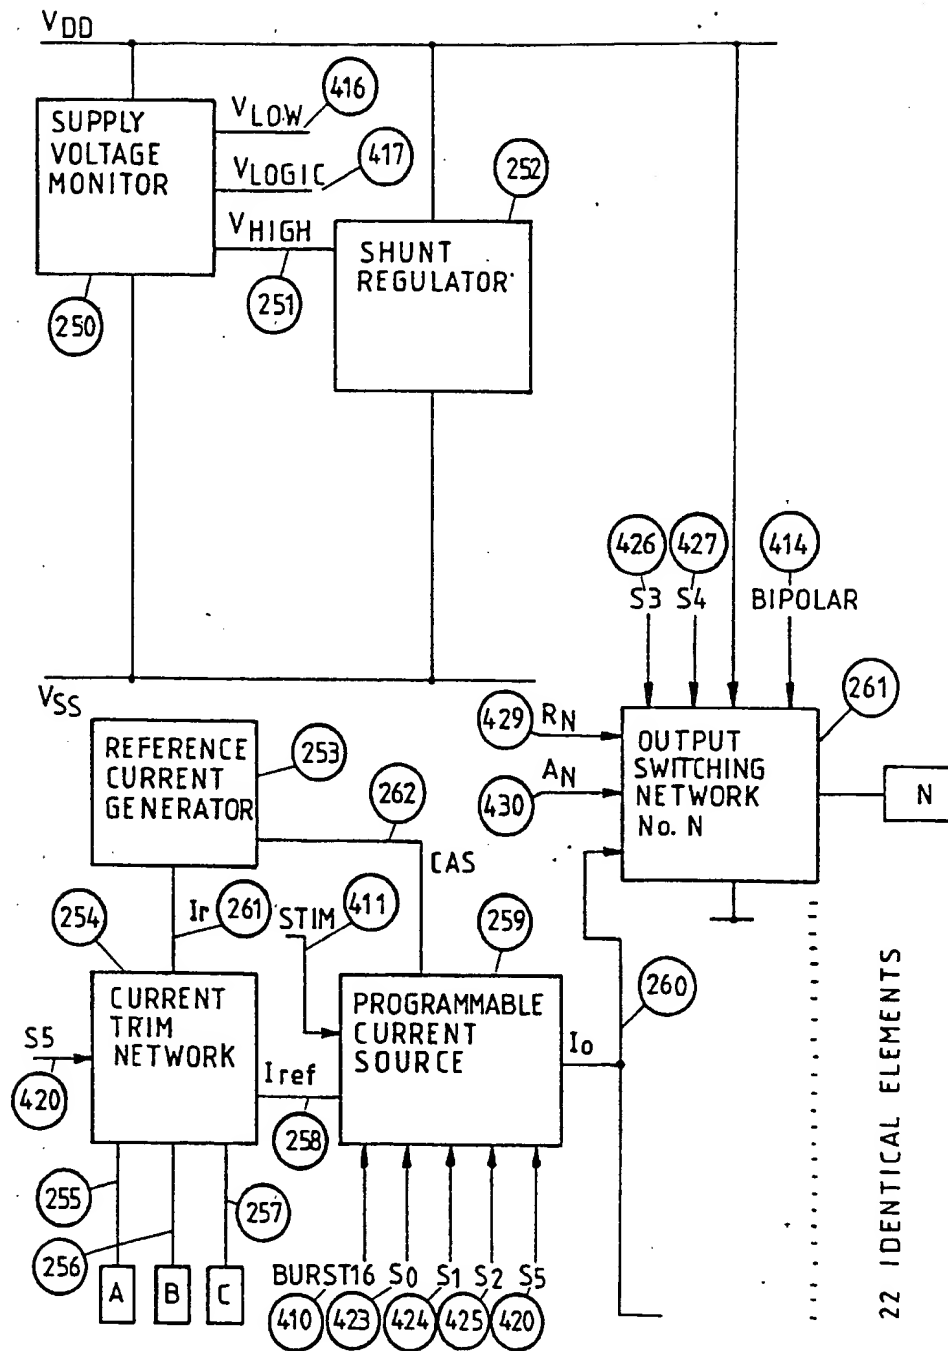 VDD
SUPPLY
VOLTAGE
MONITOR
VLOW
416
VLOGIC
417
VHIGH
251
250
252
SHUNT
REGULATOR
426
427
414
S3
S4
BIPOLAR
VSS
REFERENCE
CURRENT
GENERATOR
253
262
CAS
429
RN
430
AN
261
OUTPUT
SWITCHING
NETWORK
No. N
N
254
Ir
261
STIM
411
259
CURRENT
TRIM
NETWORK
S5
420
Iref
258
PROGRAMMABLE
CURRENT
SOURCE
Io
260
255
256
257
A
B
C
BURST16
S0
S1
S2
S5
410
423
424
425
420
22 IDENTICAL ELEMENTS